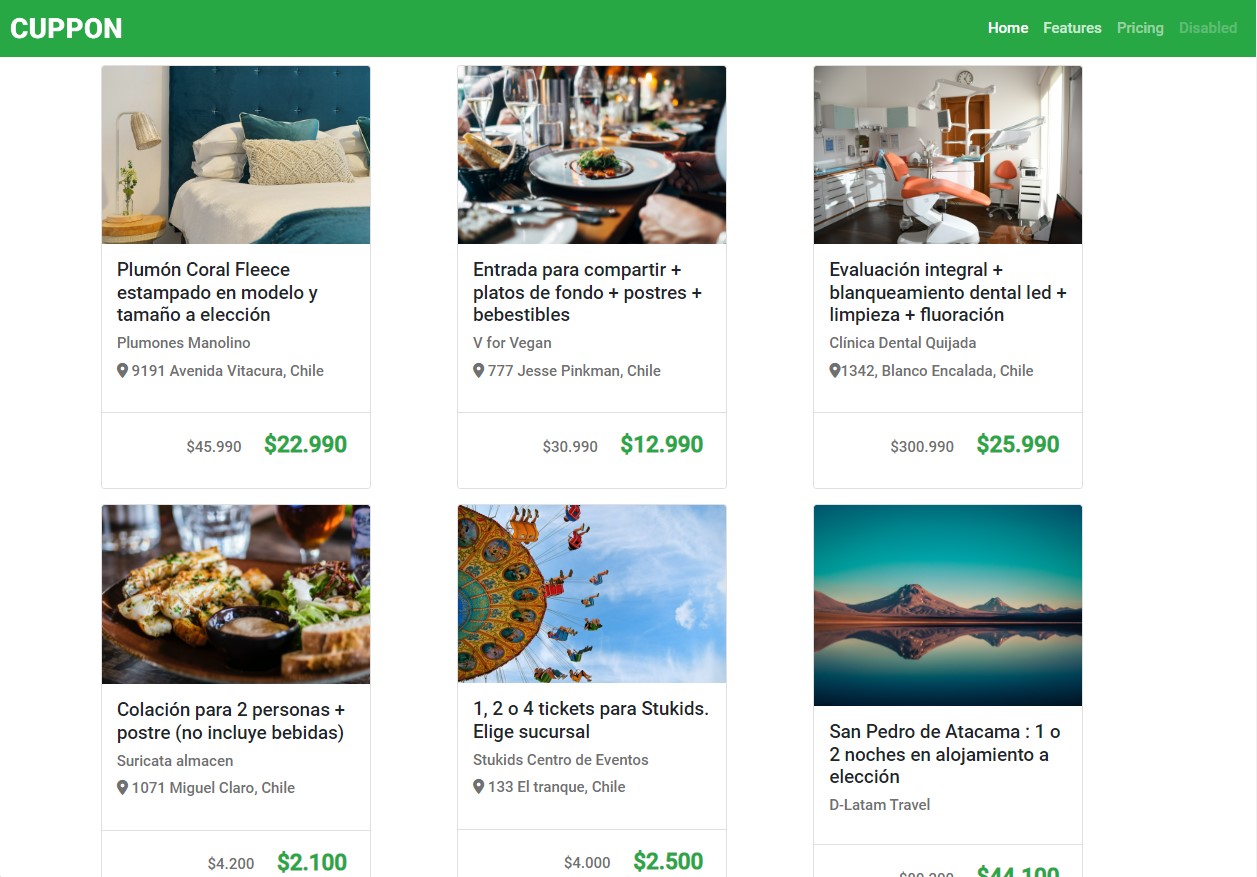 CUPPON
Home Features Pricing Disabled
Plumón Coral Fleece
estampado en modelo y
tamaño a elección
Plumones Manolino
9191 Avenida Vitacura, Chile
$45.990 $22.990
Entrada para compartir +
platos de fondo + postres +
bebestibles
V for Vegan
777 Jesse Pinkman, Chile
$30.990 $12.990
Evaluación integral +
blanqueamiento dental led +
limpieza + fluoración
Clínica Dental Quijada
1342, Blanco Encalada, Chile
$300.990 $25.990
Colación para 2 personas +
postre (no incluye bebidas)
Suricata almacen
1071 Miguel Claro, Chile
$4.200 $2.100
1, 2 o 4 tickets para Stukids.
Elige sucursal
Stukids Centro de Eventos
133 El tranque, Chile
$4.000 $2.500
San Pedro de Atacama : 1 o
2 noches en alojamiento a
elección
D-Latam Travel
$44.100